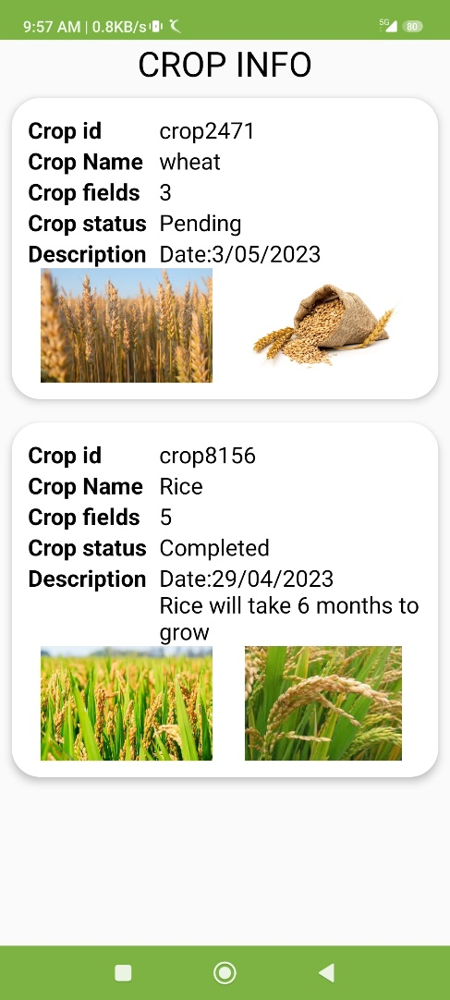 9:57 AM | 0.8KB/s
5G
80
CROP INFO
Crop id crop2471
Crop Name wheat
Crop fields 3
Crop status Pending
Description Date:3/05/2023
Crop id crop8156
Crop Name Rice
Crop fields 5
Crop status Completed
Description Date:29/04/2023
Rice will take 6 months to
grow